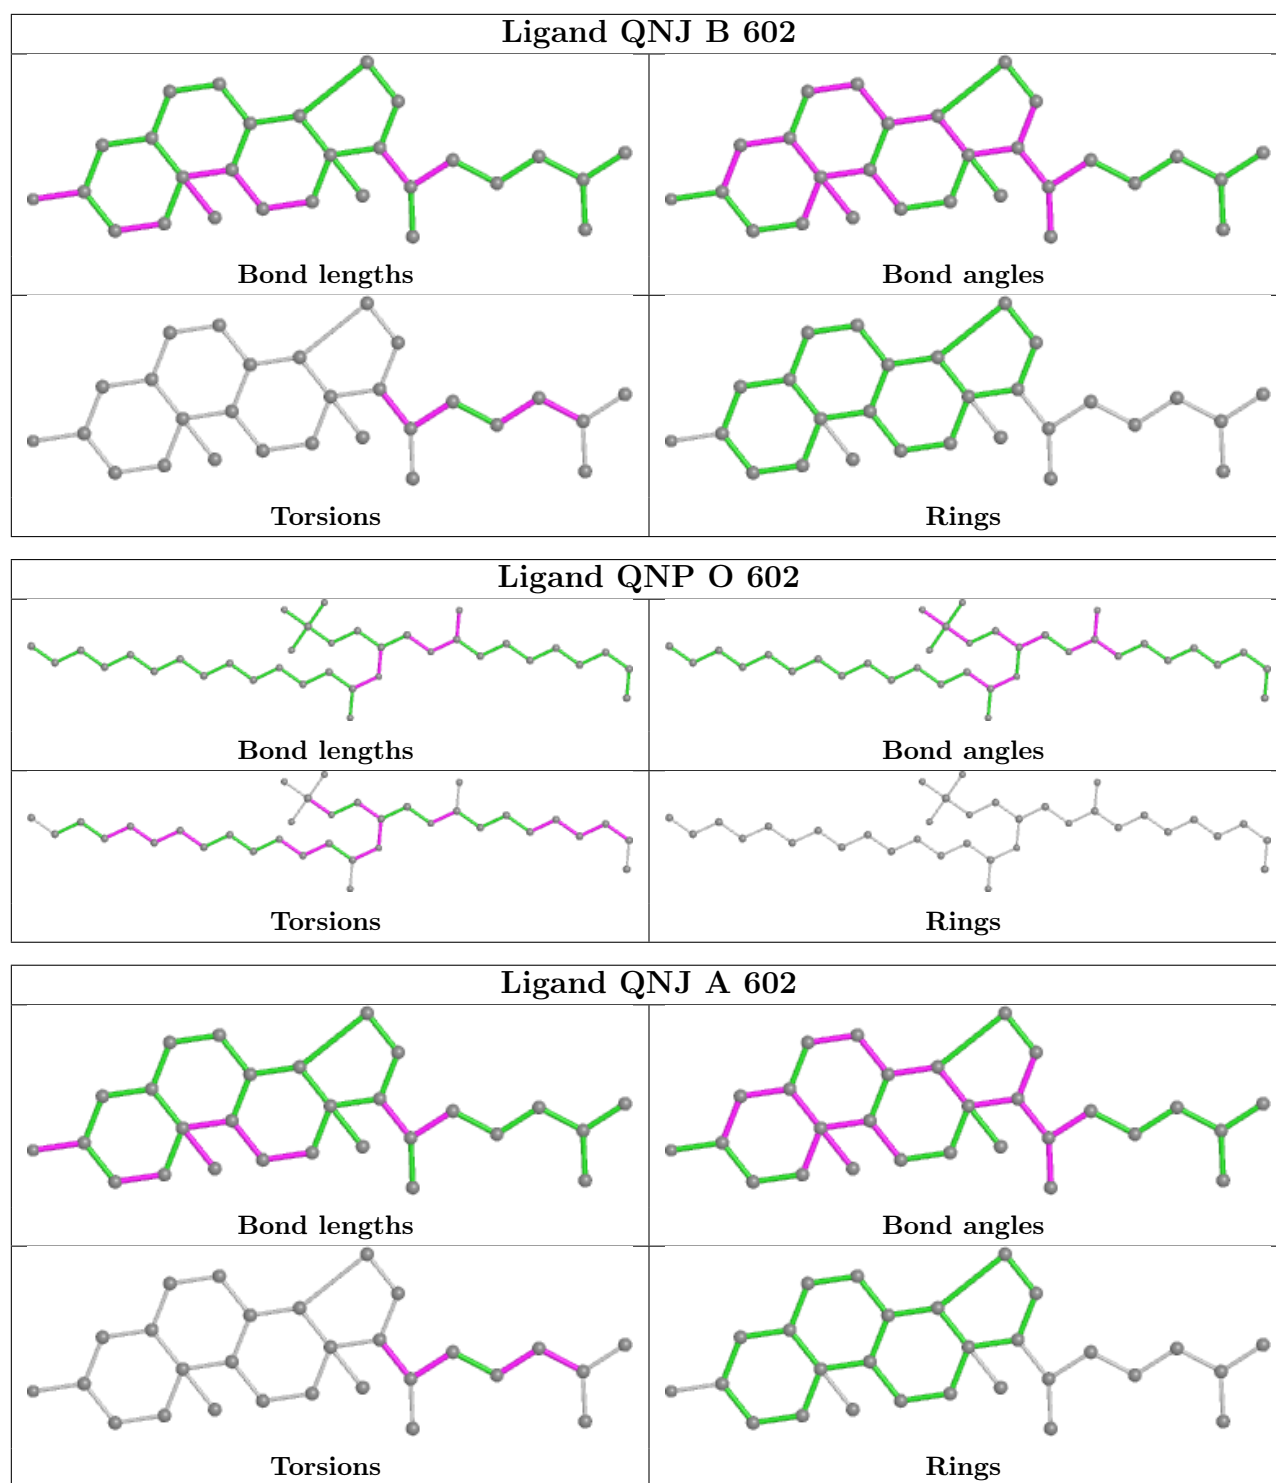 Ligand QNJ B 602
Bond lengths
Bond angles
Torsions
Rings
Ligand QNP O 602
Bond lengths
Bond angles
Torsions
Rings
Ligand QNJ A 602
Bond lengths
Bond angles
Torsions
Rings